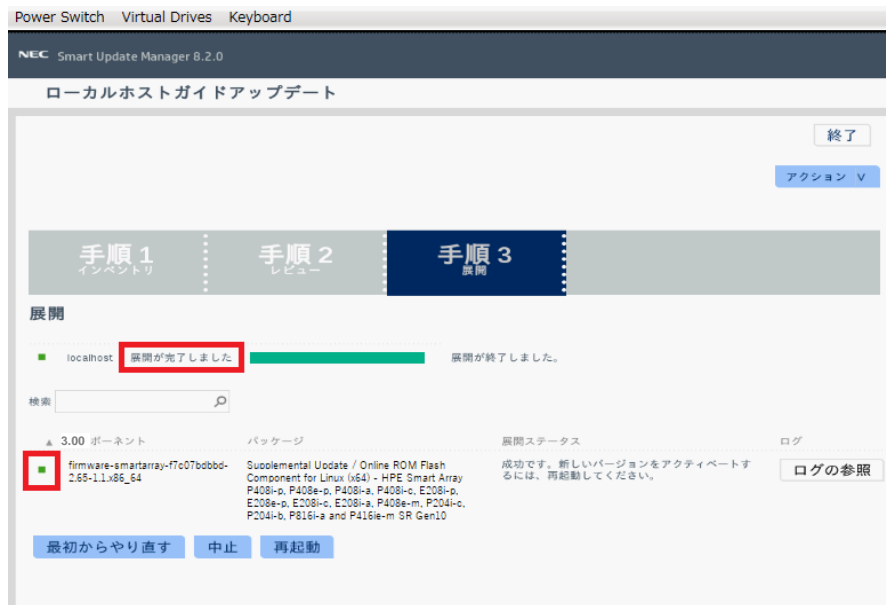 Power Switch Virtual Drives Keyboard
NEC Smart Update Manager 8.2.0
ローカルホストガイドアップデート
終了
アクション ∨
手順 1
インベントリ
手順 2
レビュー
手順 3
展開
展開
localhost 展開が完了しました 展開が終了しました。
検索
▲ 3.00 ポーネント パッケージ 展開ステータス ログ
firmware-smartarray-f7c07bdbbd-
2.65-1.1.x86_64
Supplemental Update / Online ROM Flash
Component for Linux (x64) - HPE Smart Array
P408i-p, P408e-p, P408i-a, P408i-c, E208i-p,
E208e-p, E208i-c, E208i-a, P408e-m, P204i-c,
P204i-b, P816i-a and P416ie-m SR Gen10
成功です。新しいバージョンをアクティベートす
るには、再起動してください。
ログの参照
最初からやり直す 中止 再起動